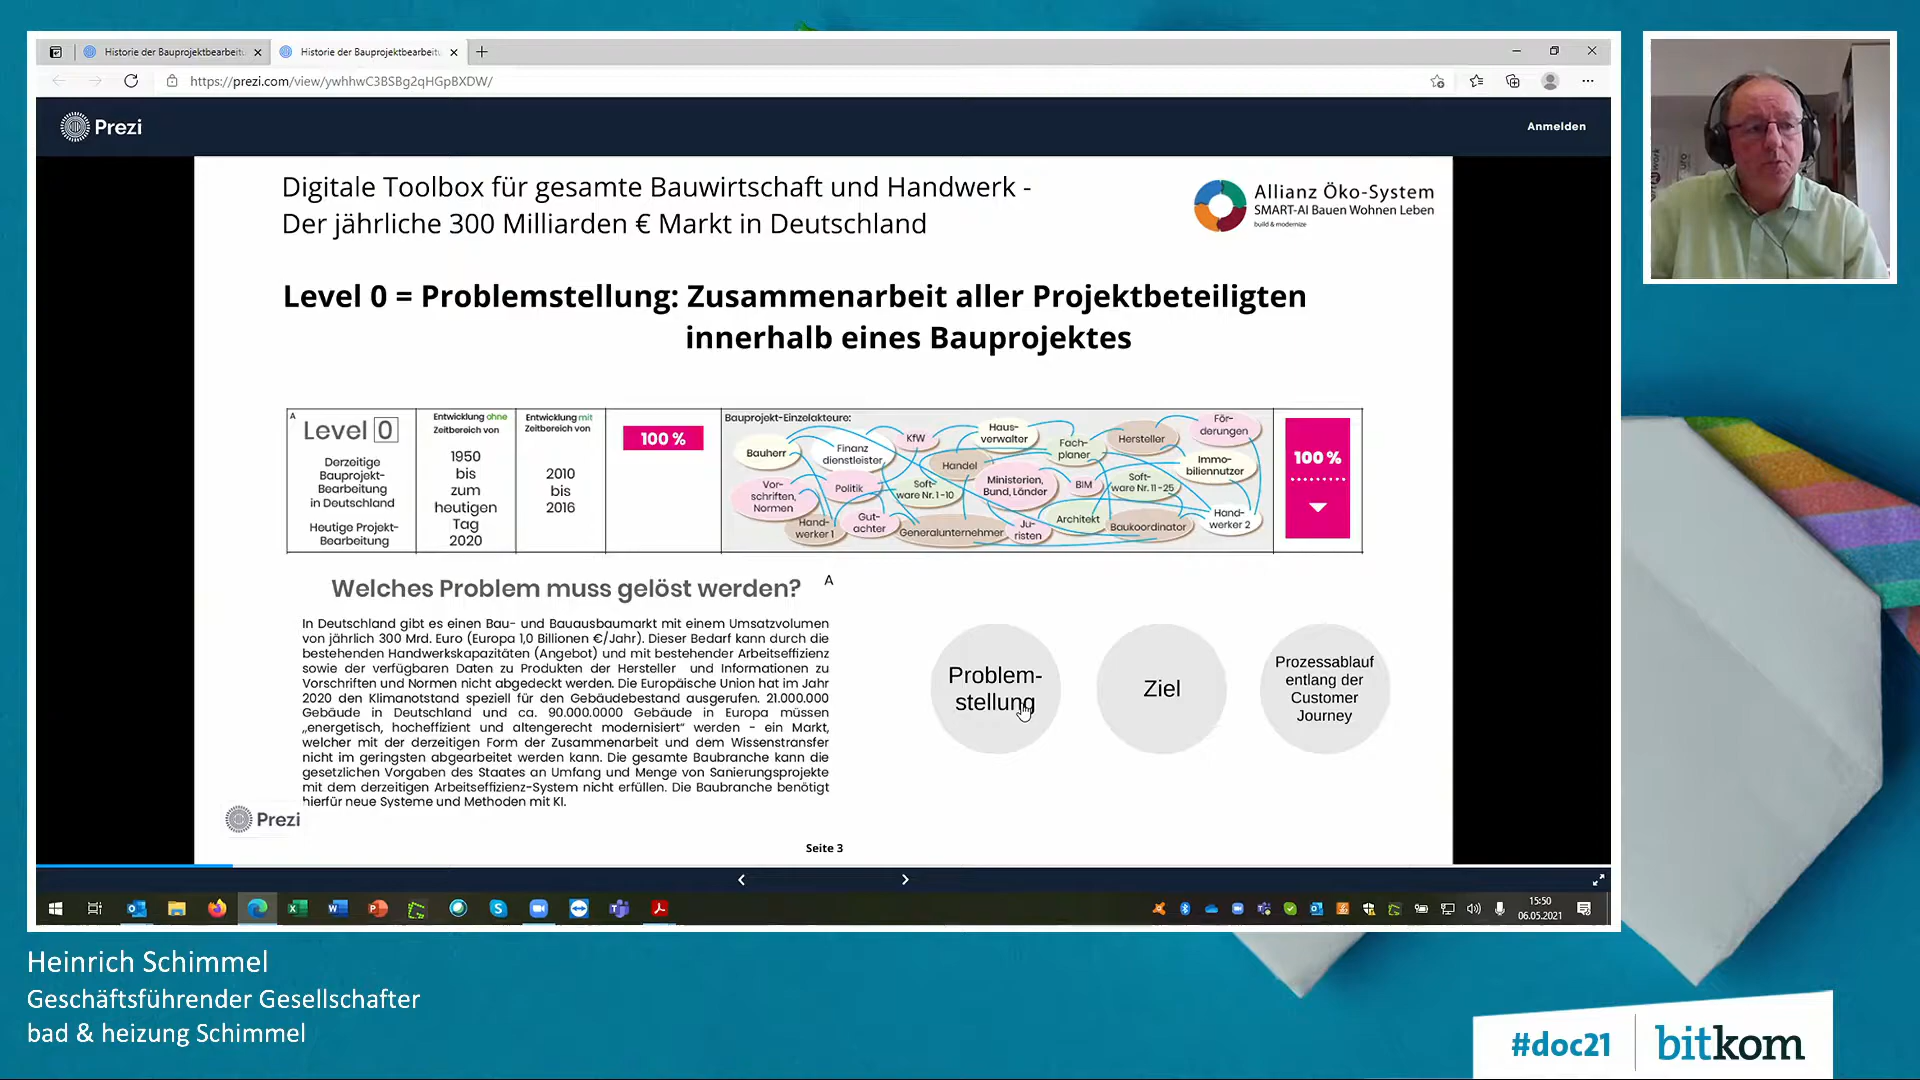 Historie der Bauprojektbearbeit
Historie der Bauprojektbearbeitu
https://prezi.com/view/ywhhwC3BSBg2qHGpBXDW/
Prezi
Anmelden
Digitale Toolbox für gesamte Bauwirtschaft und Handwerk -
Der jährliche 300 Milliarden € Markt in Deutschland
Allianz Öko-System
SMART-AI Bauen Wohnen Leben
build & modernize
Level 0 = Problemstellung: Zusammenarbeit aller Projektbeteiligten
innerhalb eines Bauprojektes
A
Level 0
Derzeitige
Bauprojekt-
Bearbeitung
in Deutschland
Heutige Projekt-
Bearbeitung
Entwicklung ohne
Zeitbereich von
1950
bis
zum
heutigen
Tag
2020
Entwicklung mit
Zeitbereich von
2010
bis
2016
100 %
Bauprojekt-Einzelakteure:
Bauherr
Finanz
dienstleister
KfW
Haus-
verwalter
Fach-
planer
Hersteller
För-
derungen
Handel
Immo-
biliennutzer
Vor-
schriften,
Normen
Politik
Soft-
ware Nr. 1-10
Ministerien,
Bund, Länder
BIM
Soft-
ware Nr. 11-25
Hand-
werker 1
Gut-
achter
Generalunternehmer
Ju-
risten
Architekt
Baukoordinator
Hand-
werker 2
100 %
Welches Problem muss gelöst werden?
A
In Deutschland gibt es einen Bau- und Bauausbaumarkt mit einem Umsatzvolumen
von jährlich 300 Mrd. Euro (Europa 1,0 Billionen €/Jahr). Dieser Bedarf kann durch die
bestehenden Handwerkskapazitäten (Angebot) und mit bestehender Arbeitseffizienz
sowie der verfügbaren Daten zu Produkten der Hersteller und Informationen zu
Vorschriften und Normen nicht abgedeckt werden. Die Europäische Union hat im Jahr
2020 den Klimanotstand speziell für den Gebäudebestand ausgerufen. 21.000.000
Gebäude in Deutschland und ca. 90.000.0000 Gebäude in Europa müssen
„energetisch, hocheffizient und altengerecht modernisiert“ werden - ein Markt,
welcher mit der derzeitigen Form der Zusammenarbeit und dem Wissenstransfer
nicht im geringsten abgearbeitet werden kann. Die gesamte Baubranche kann die
gesetzlichen Vorgaben des Staates an Umfang und Menge von Sanierungsprojekte
mit dem derzeitigen Arbeitseffizienz-System nicht erfüllen. Die Baubranche benötigt
hierfür neue Systeme und Methoden mit KI.
Problem-
stellung
Ziel
Prozessablauf
entlang der
Customer
Journey
Prezi
Seite 3
15:50
06.05.2021
Heinrich Schimmel
Geschäftsführender Gesellschafter
bad & heizung Schimmel
#doc21
bitkom